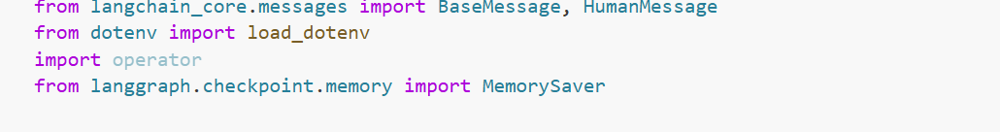 from langchain_core.messages import BaseMessage, HumanMessage
from dotenv import load_dotenv
import operator
from langgraph.checkpoint.memory import MemorySaver